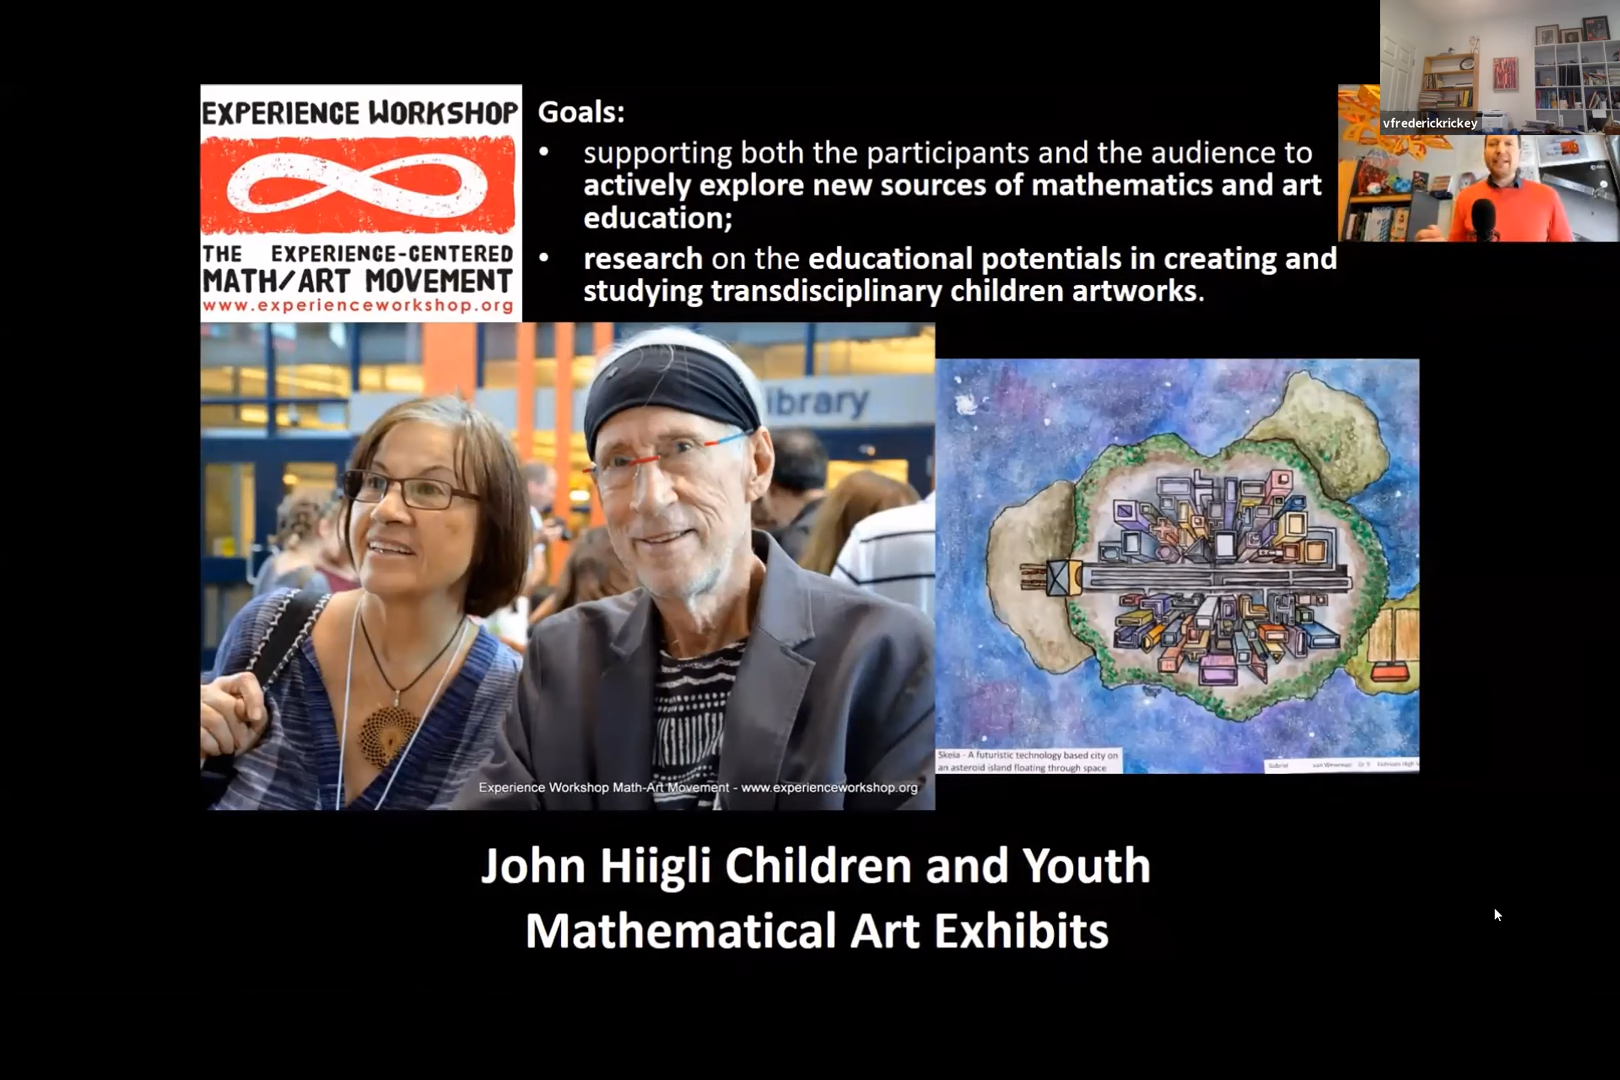 vfrederickrickey
EXPERIENCE WORKSHOP
THE EXPERIENCE-CENTERED
MATH/ART MOVEMENT
www.experienceworkshop.org
Goals:
• supporting both the participants and the audience to
actively explore new sources of mathematics and art
education;
• research on the educational potentials in creating and
studying transdisciplinary children artworks.
ibrary
Experience Workshop Math-Art Movement - www.experienceworkshop.org
Skeia - A futuristic technology based city on
an asteroid island floating through space
Gabriel
John Hiigli Children and Youth
Mathematical Art Exhibits